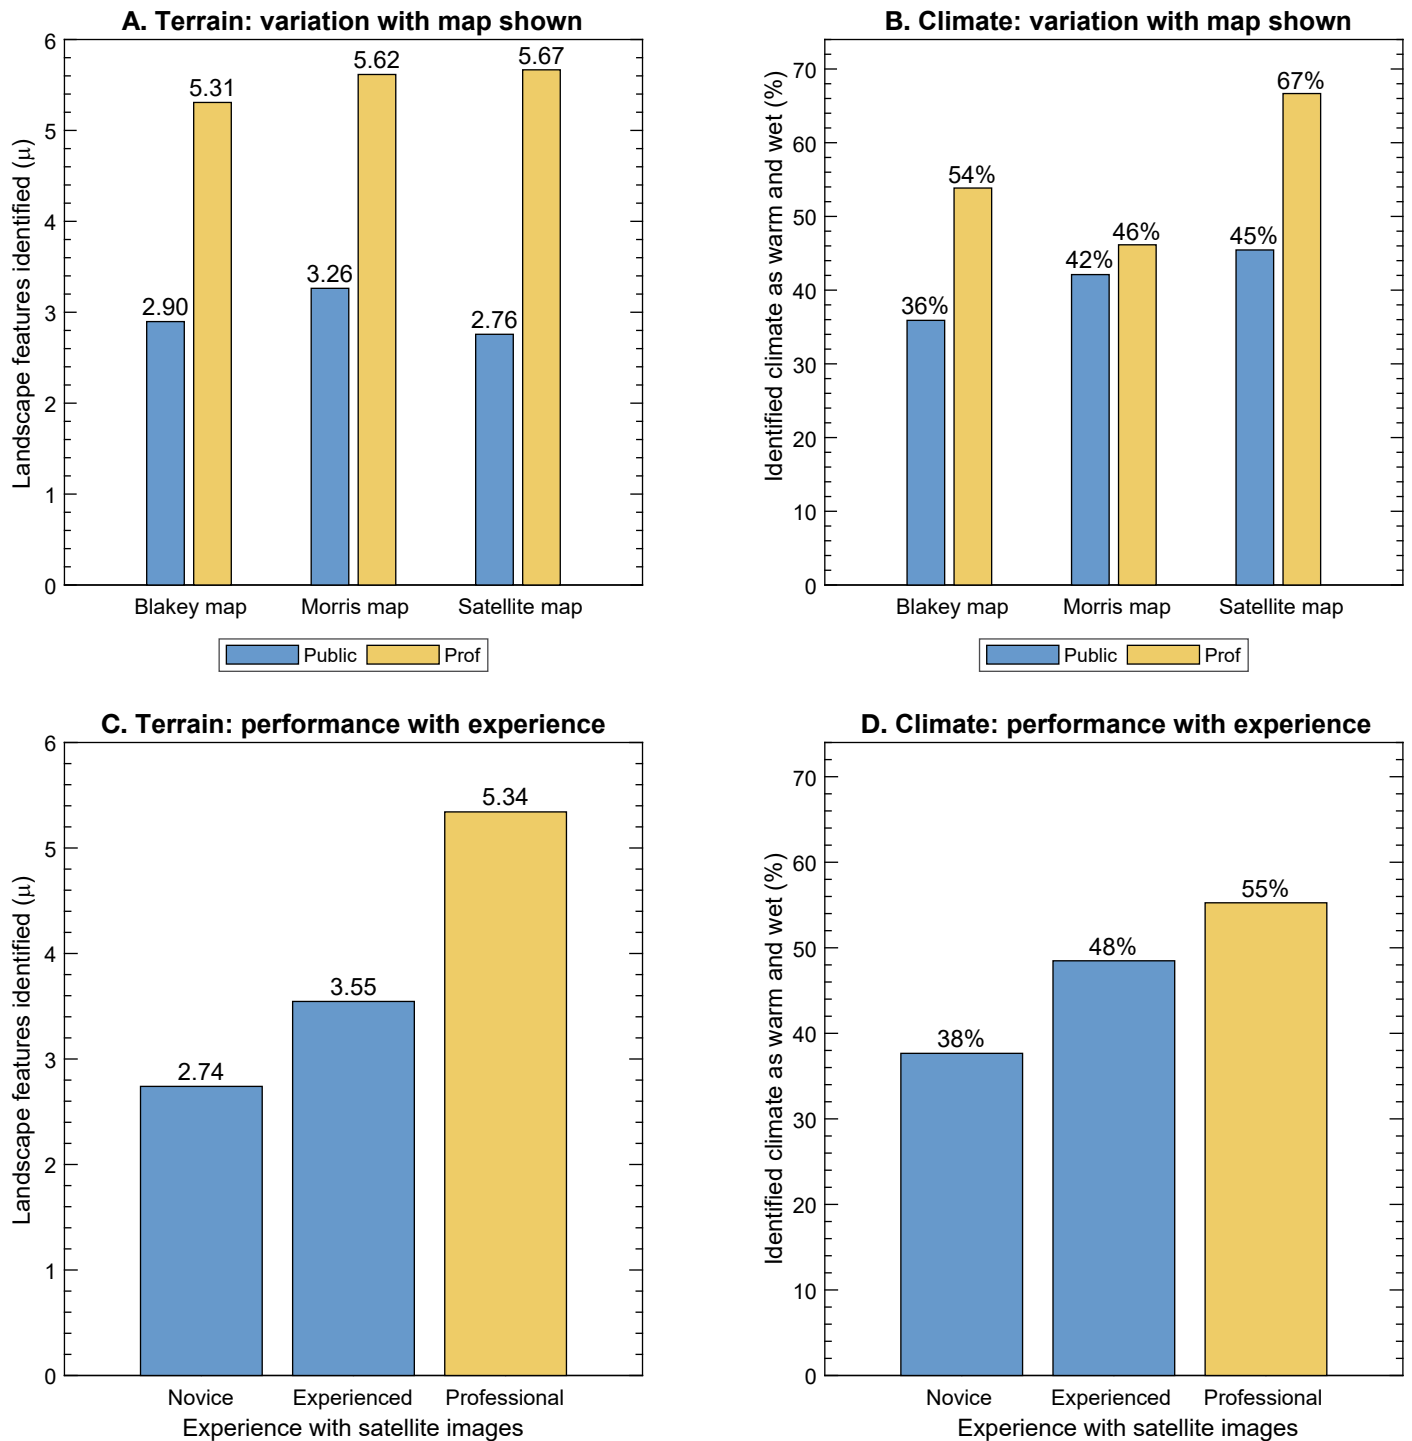 A. Terrain: variation with map shown
Landscape features identified (μ)
6
5
4
3
2
1
0
2.90
5.31
3.26
5.62
2.76
5.67
Blakey map
Morris map
Satellite map
Public
Prof
B. Climate: variation with map shown
Identified climate as warm and wet (%)
70
60
50
40
30
20
10
0
36%
54%
42%
46%
45%
67%
Blakey map
Morris map
Satellite map
Public
Prof
C. Terrain: performance with experience
Landscape features identified (μ)
6
5
4
3
2
1
0
2.74
3.55
5.34
Novice
Experienced
Professional
Experience with satellite images
D. Climate: performance with experience
Identified climate as warm and wet (%)
70
60
50
40
30
20
10
0
38%
48%
55%
Novice
Experienced
Professional
Experience with satellite images